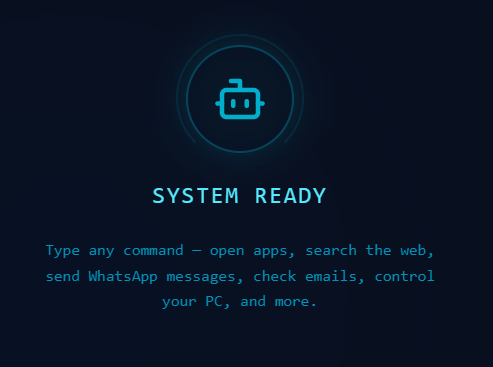 SYSTEM READY
Type any command — open apps, search the web,
send WhatsApp messages, check emails, control
your PC, and more.